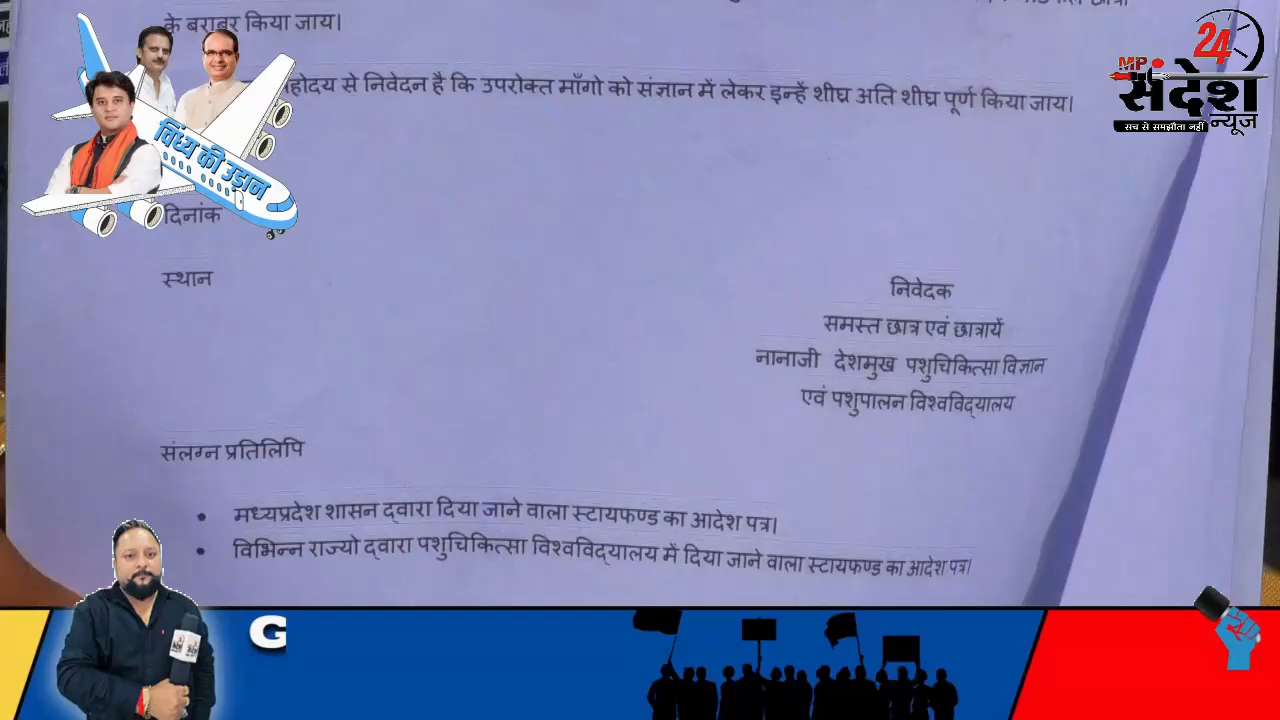 के बराबर किया जाय।
होदय से निवेदन है कि उपरोक्त माँगो को संज्ञान में लेकर इन्हें शीघ्र अति शीघ्र पूर्ण किया जाय।
विंध्य की उड़ान
MP
24
संदेश
न्यूज
सच से समझौता नहीं
दिनांक
स्थान
निवेदक
समस्त छात्र एवं छात्रायें
नानाजी देशमुख पशुचिकित्सा विज्ञान
एवं पशुपालन विश्वविद्यालय
संलग्न प्रतिलिपि
• मध्यप्रदेश शासन द्वारा दिया जाने वाला स्टायफण्ड का आदेश पत्र।
• विभिन्न राज्यो द्वारा पशुचिकित्सा विश्वविद्यालय में दिया जाने वाला स्टायफण्ड का आदेश पत्र।
G